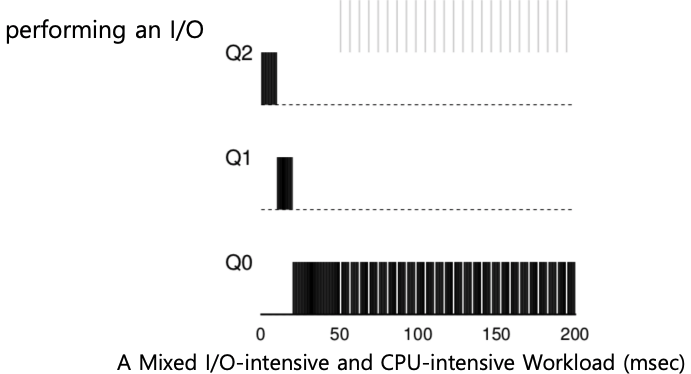 performing an I/O
Q2
Q1
Q0
0 50 100 150 200
A Mixed I/O-intensive and CPU-intensive Workload (msec)